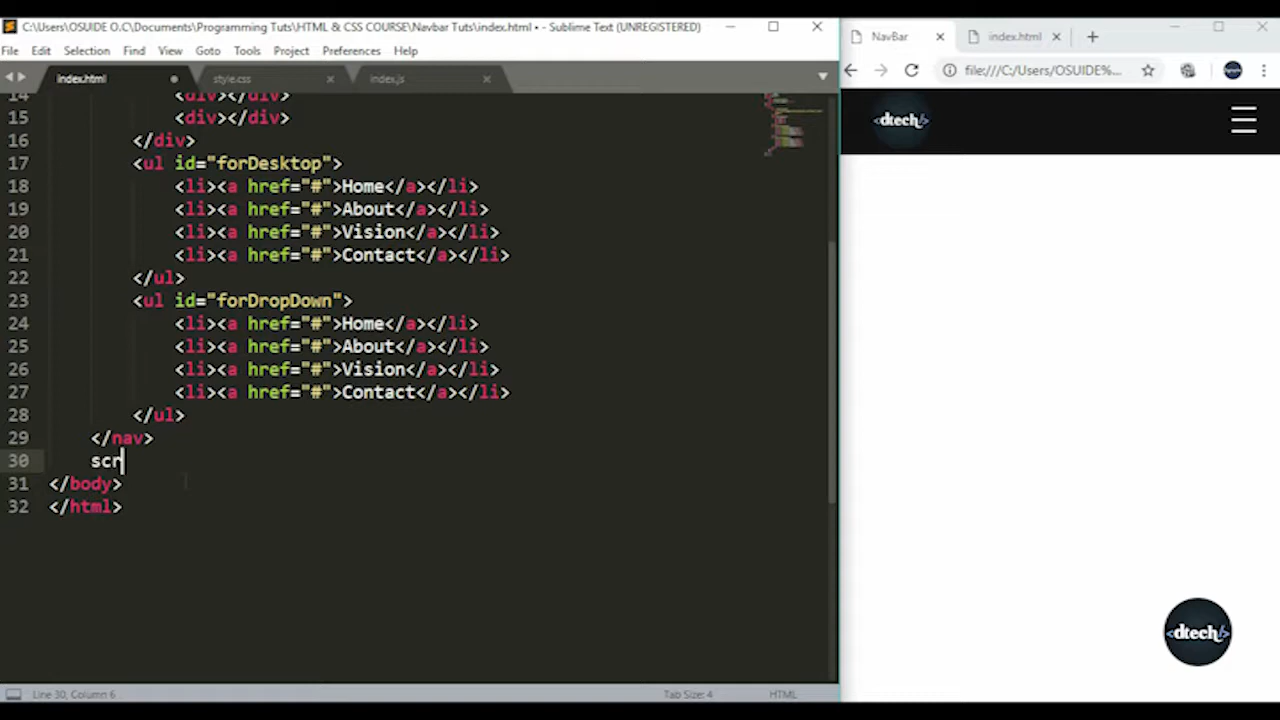 C:\Users\OSUIDE O.C\Documents\Programming Tuts\HTML & CSS COURSE\Navbar Tuts\index.html • - Sublime Text (UNREGISTERED)
File Edit Selection Find View Goto Tools Project Preferences Help
index.html style.css index.js
14 <div></div>
15 <div></div>
16 </div>
17 <ul id="forDesktop">
18 <li><a href="#">Home</a></li>
19 <li><a href="#">About</a></li>
20 <li><a href="#">Vision</a></li>
21 <li><a href="#">Contact</a></li>
22 </ul>
23 <ul id="forDropDown">
24 <li><a href="#">Home</a></li>
25 <li><a href="#">About</a></li>
26 <li><a href="#">Vision</a></li>
27 <li><a href="#">Contact</a></li>
28 </ul>
29 </nav>
30 scr
31 </body>
32 </html>
Line 30, Column 6 Tab Size: 4 HTML
NavBar index.html
file:///C:/Users/OSUIDE%...
<dtech/>
<dtech/>